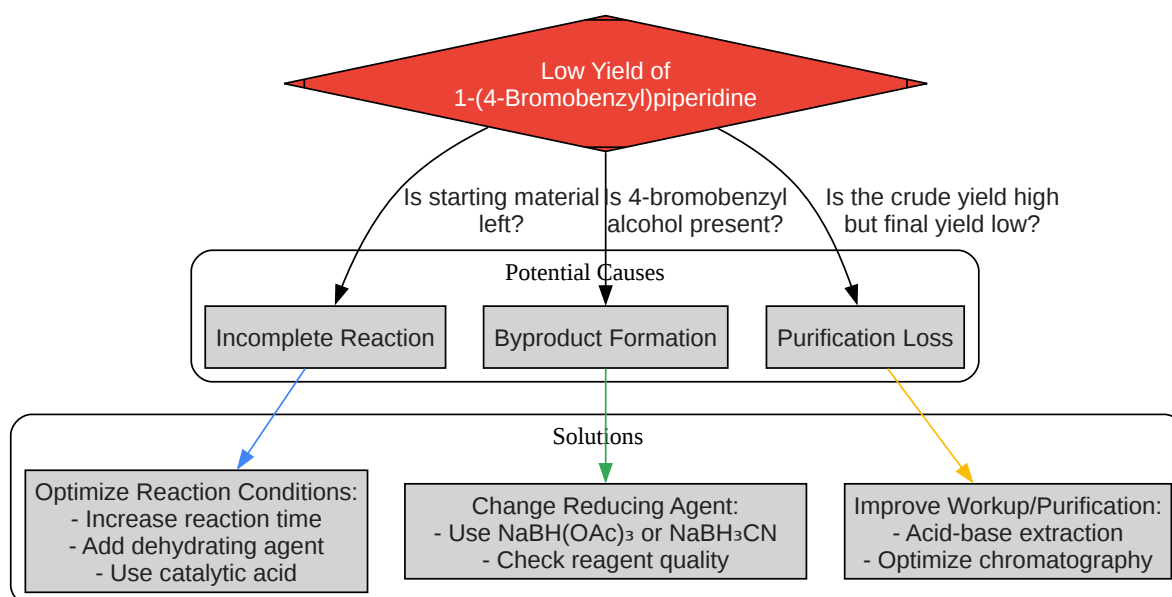 Low Yield of
1-(4-Bromobenzyl)piperidine
Is starting material
left?
Is 4-bromobenzyl
alcohol present?
Is the crude yield high
but final yield low?
Potential Causes
Incomplete Reaction
Byproduct Formation
Purification Loss
Solutions
Optimize Reaction Conditions:
- Increase reaction time
- Add dehydrating agent
- Use catalytic acid
Change Reducing Agent:
- Use NaBH(OAc)₃ or NaBH₃CN
- Check reagent quality
Improve Workup/Purification:
- Acid-base extraction
- Optimize chromatography